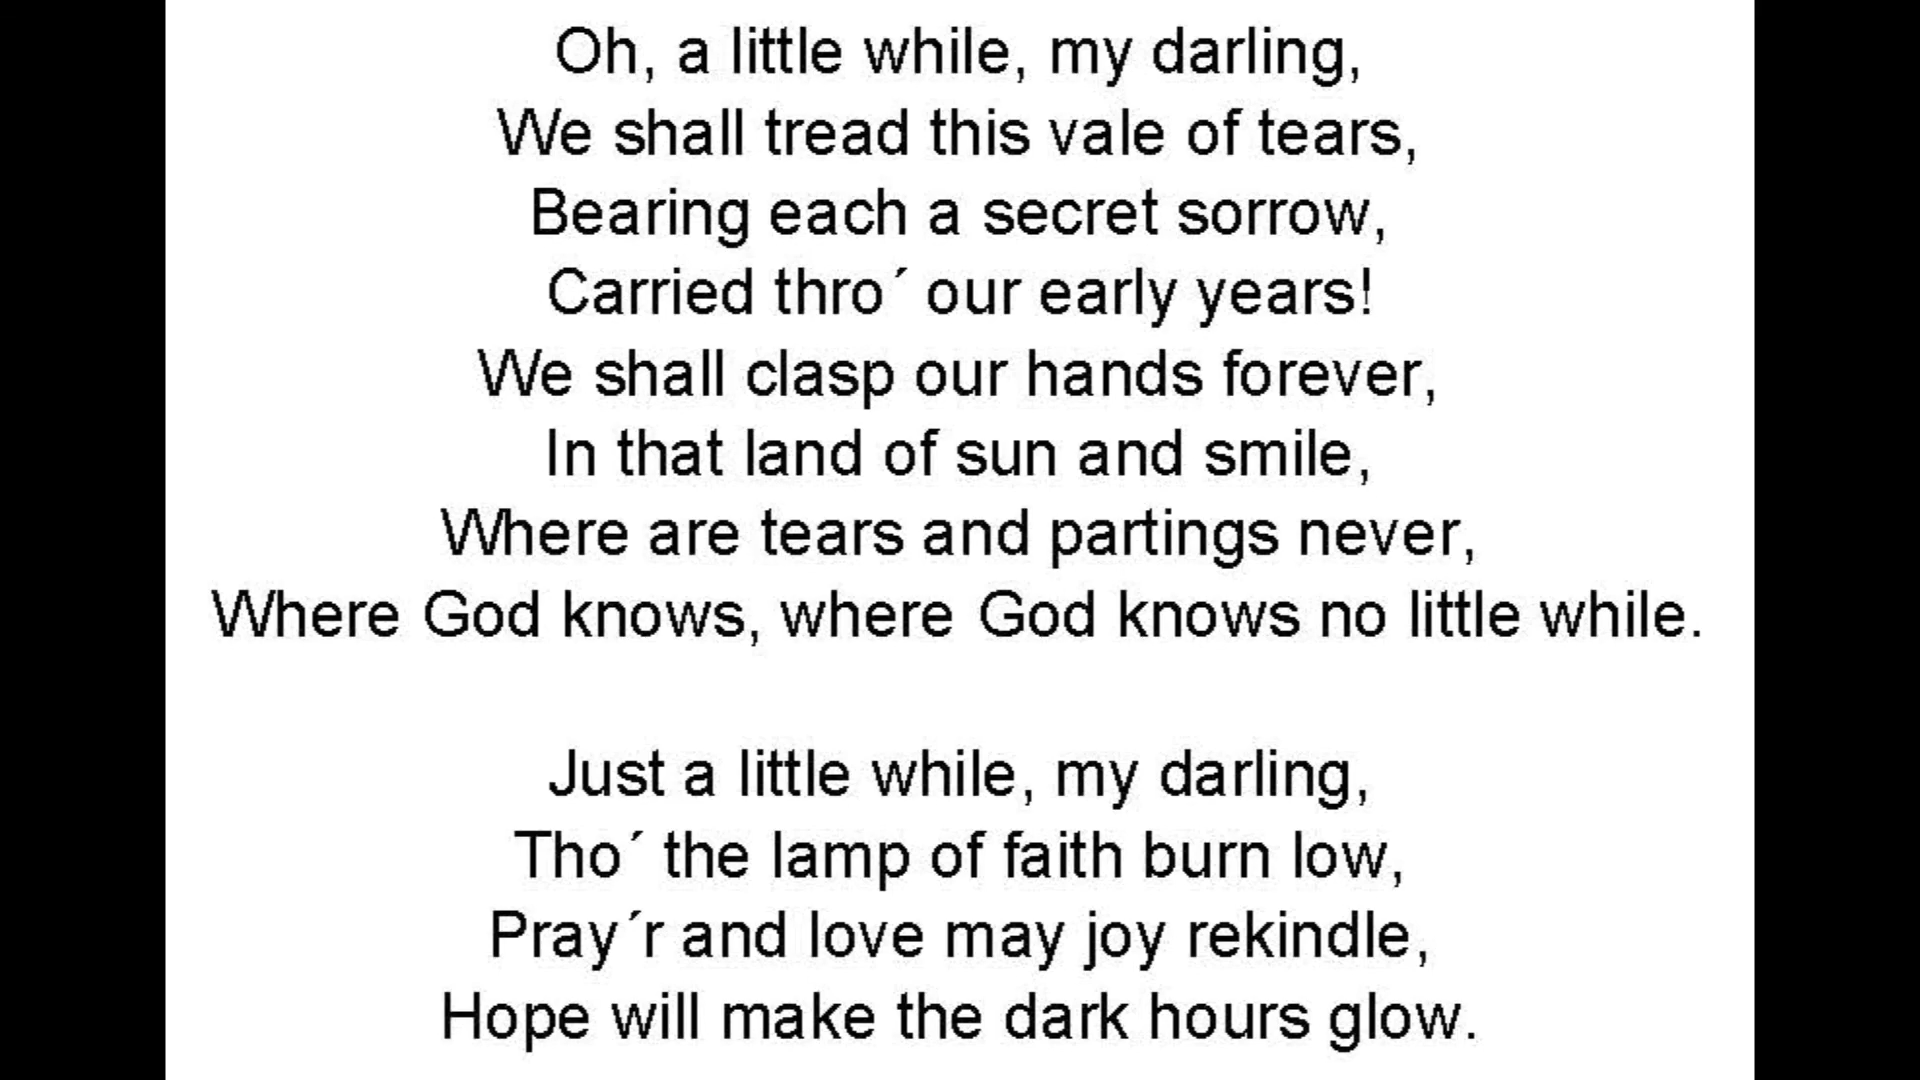 Oh, a little while, my darling,
We shall tread this vale of tears,
Bearing each a secret sorrow,
Carried thro´ our early years!
We shall clasp our hands forever,
In that land of sun and smile,
Where are tears and partings never,
Where God knows, where God knows no little while.
Just a little while, my darling,
Tho´ the lamp of faith burn low,
Pray´r and love may joy rekindle,
Hope will make the dark hours glow.